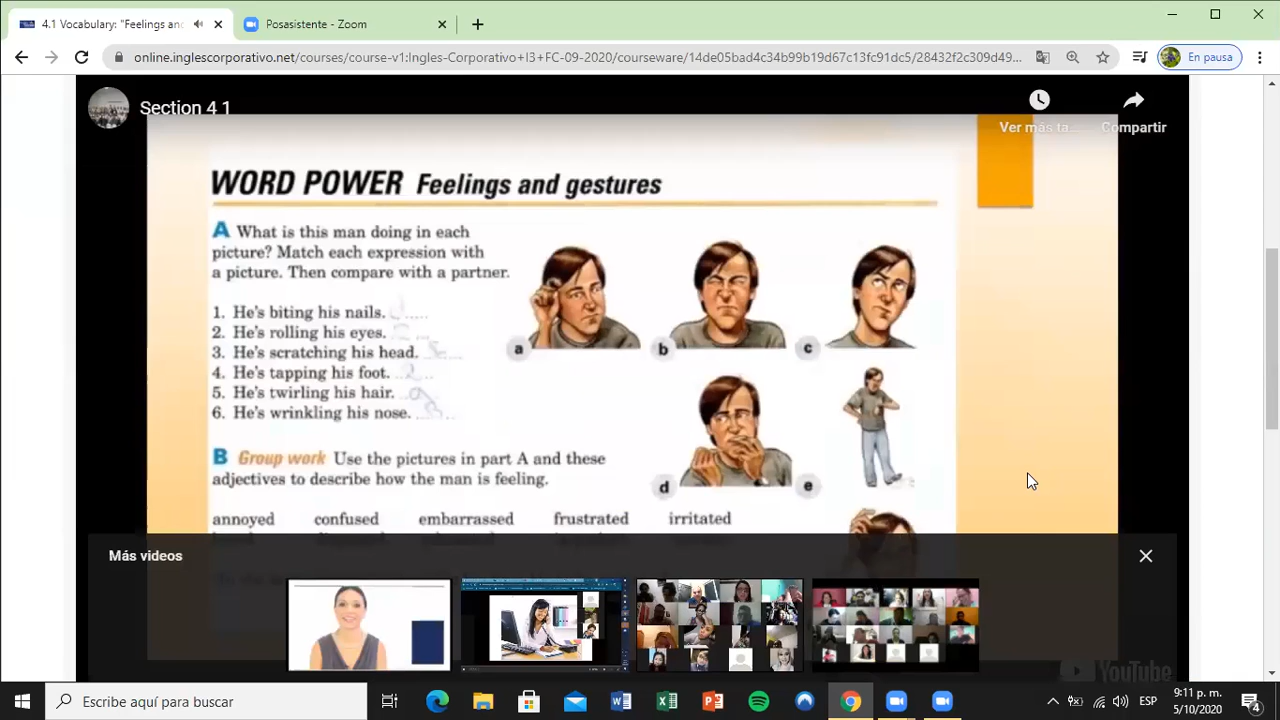 4.1 Vocabulary: "Feelings and
Posasistente - Zoom
online.inglescorporativo.net/courses/course-v1:Ingles-Corporativo+I3+FC-09-2020/courseware/14de05bad4c34b99b19d67c13fc91dc5/28432f2c309d49...
En pausa
Section 4 1
Ver más ta...
Compartir
WORD POWER Feelings and gestures
A What is this man doing in each
picture? Match each expression with
a picture. Then compare with a partner.
1. He's biting his nails.
2. He's rolling his eyes.
3. He's scratching his head.
4. He's tapping his foot.
5. He's twirling his hair.
6. He's wrinkling his nose.
a
b
c
d
e
B Group work Use the pictures in part A and these
adjectives to describe how the man is feeling.
annoyed confused embarrassed frustrated irritated
Más videos
YouTube
Escribe aquí para buscar
ESP
9:11 p. m.
5/10/2020
4